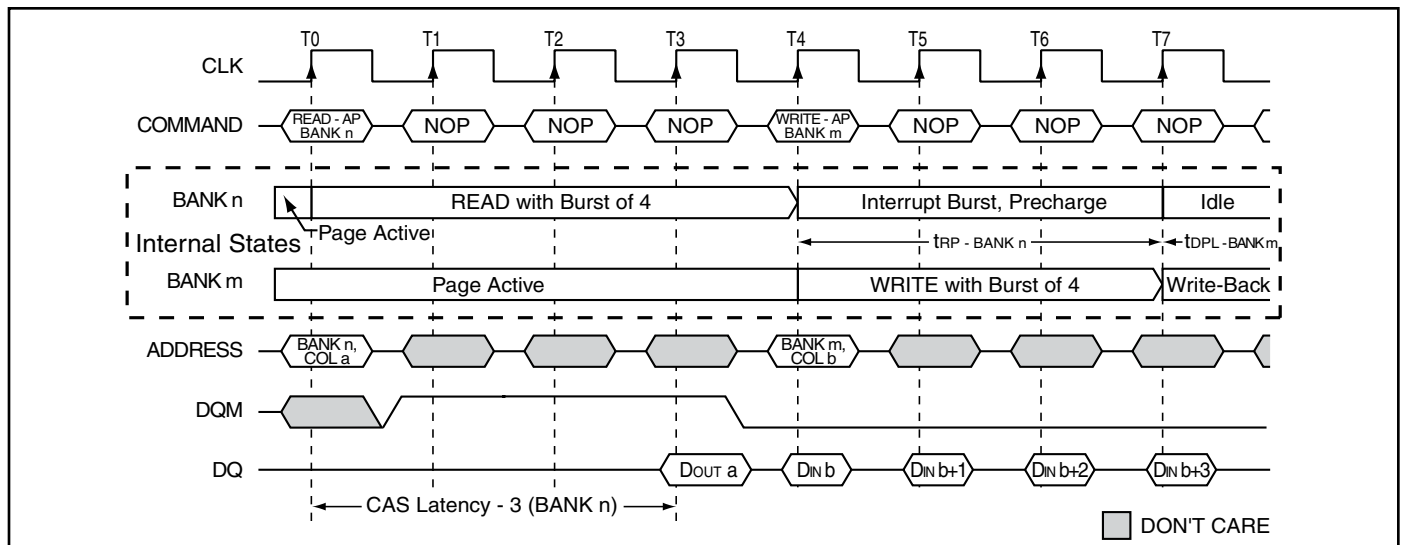 T0 T1 T2 T3 T4 T5 T6 T7
CLK
COMMAND READ - AP BANK n NOP NOP NOP WRITE - AP BANK m NOP NOP NOP
BANK n READ with Burst of 4 Interrupt Burst, Precharge Idle
Internal States Page Active tRP - BANK n tDPL - BANK m
BANK m Page Active WRITE with Burst of 4 Write-Back
ADDRESS BANK n, COL a BANK m, COL b
DQM
DQ DOUT a DIN b DIN b+1 DIN b+2 DIN b+3
CAS Latency - 3 (BANK n)
DON'T CARE